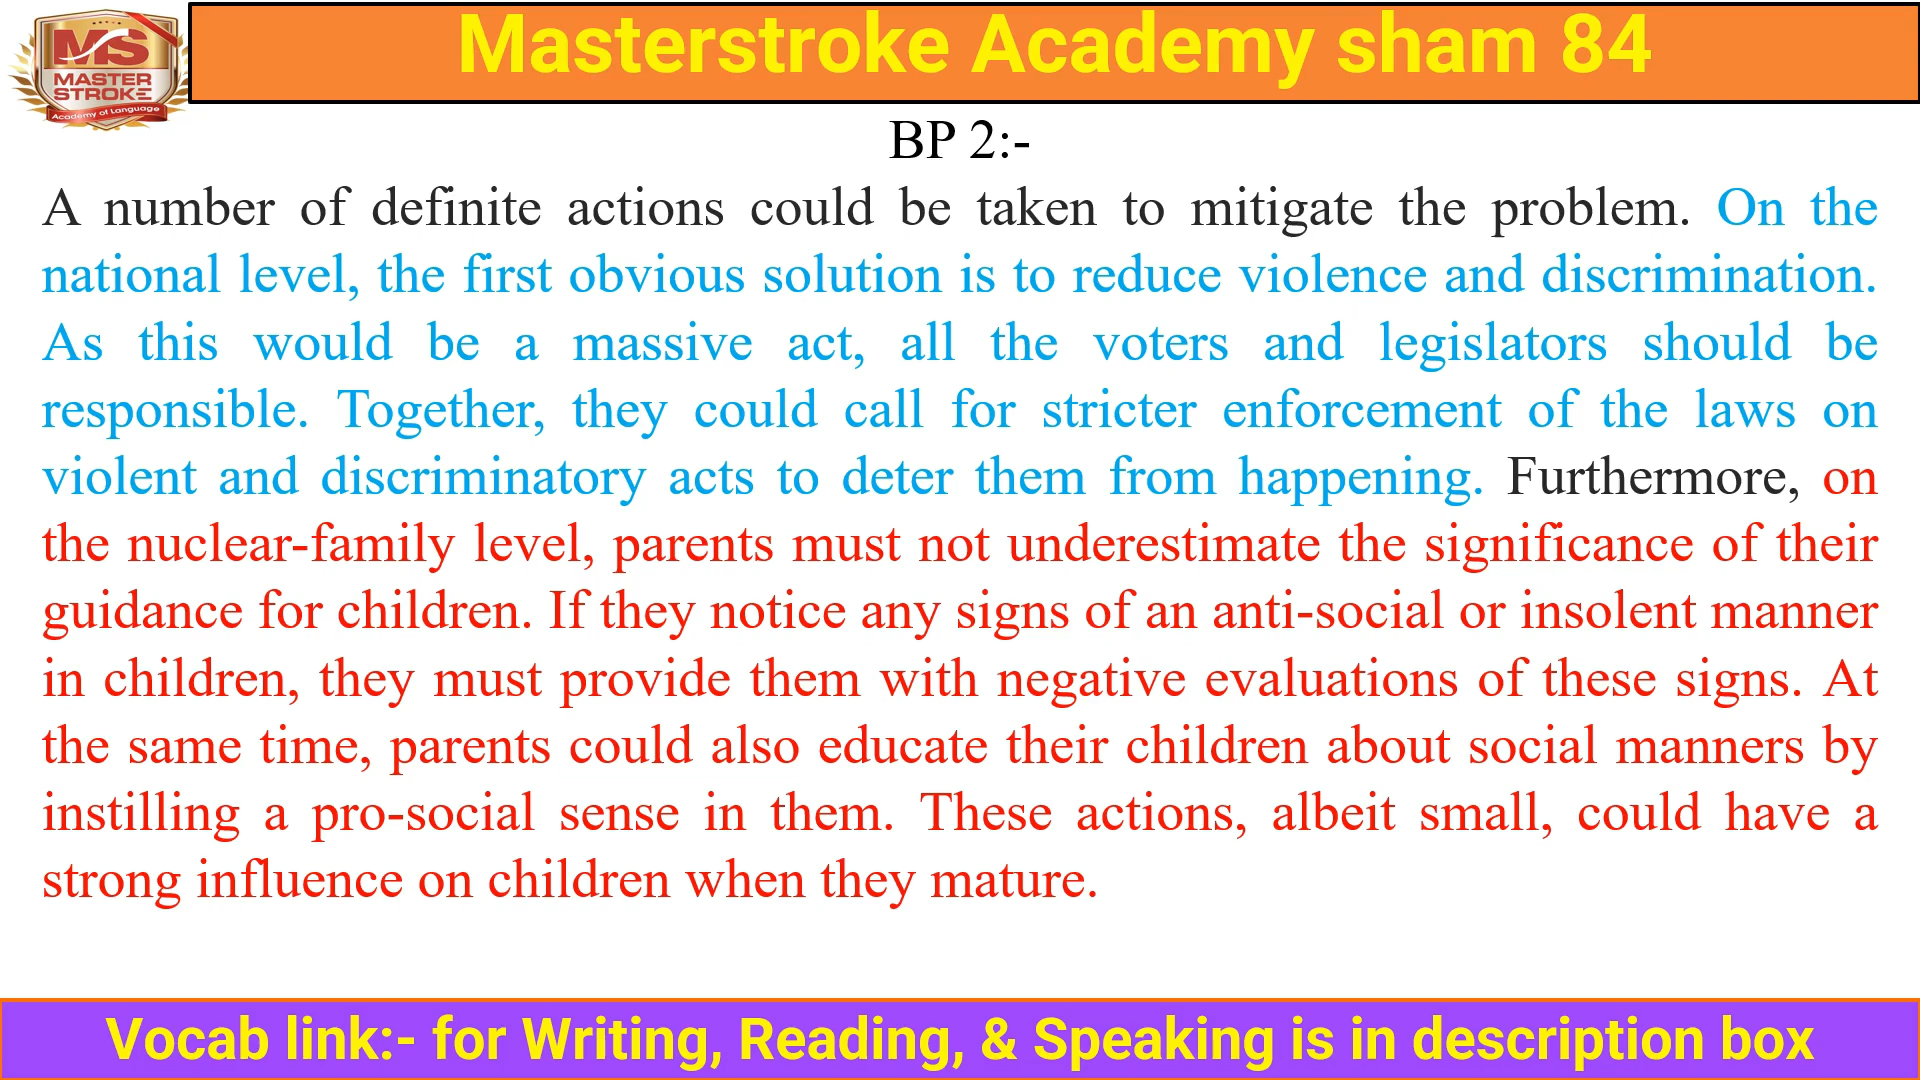 MS
MASTER
STROKE
Academy of Language
Masterstroke Academy sham 84
BP 2:-
A number of definite actions could be taken to mitigate the problem. On the
national level, the first obvious solution is to reduce violence and discrimination.
As this would be a massive act, all the voters and legislators should be
responsible. Together, they could call for stricter enforcement of the laws on
violent and discriminatory acts to deter them from happening. Furthermore, on
the nuclear-family level, parents must not underestimate the significance of their
guidance for children. If they notice any signs of an anti-social or insolent manner
in children, they must provide them with negative evaluations of these signs. At
the same time, parents could also educate their children about social manners by
instilling a pro-social sense in them. These actions, albeit small, could have a
strong influence on children when they mature.
Vocab link:- for Writing, Reading, & Speaking is in description box